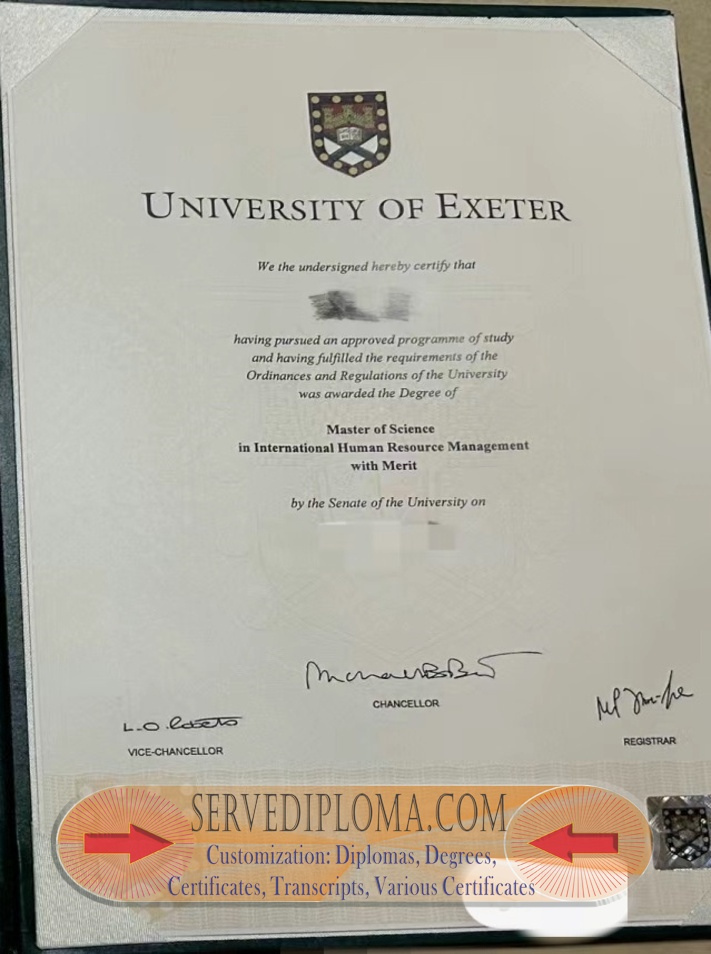 UNIVERSITY OF EXETER
We the undersigned hereby certify that
having pursued an approved programme of study
and having fulfilled the requirements of the
Ordinances and Regulations of the University
was awarded the Degree of
Master of Science
in International Human Resource Management
with Merit
by the Senate of the University on
CHANCELLOR
VICE-CHANCELLOR
REGISTRAR
SERVEDIPLOMA.COM
Customization: Diplomas, Degrees,
Certificates, Transcripts, Various Certificates